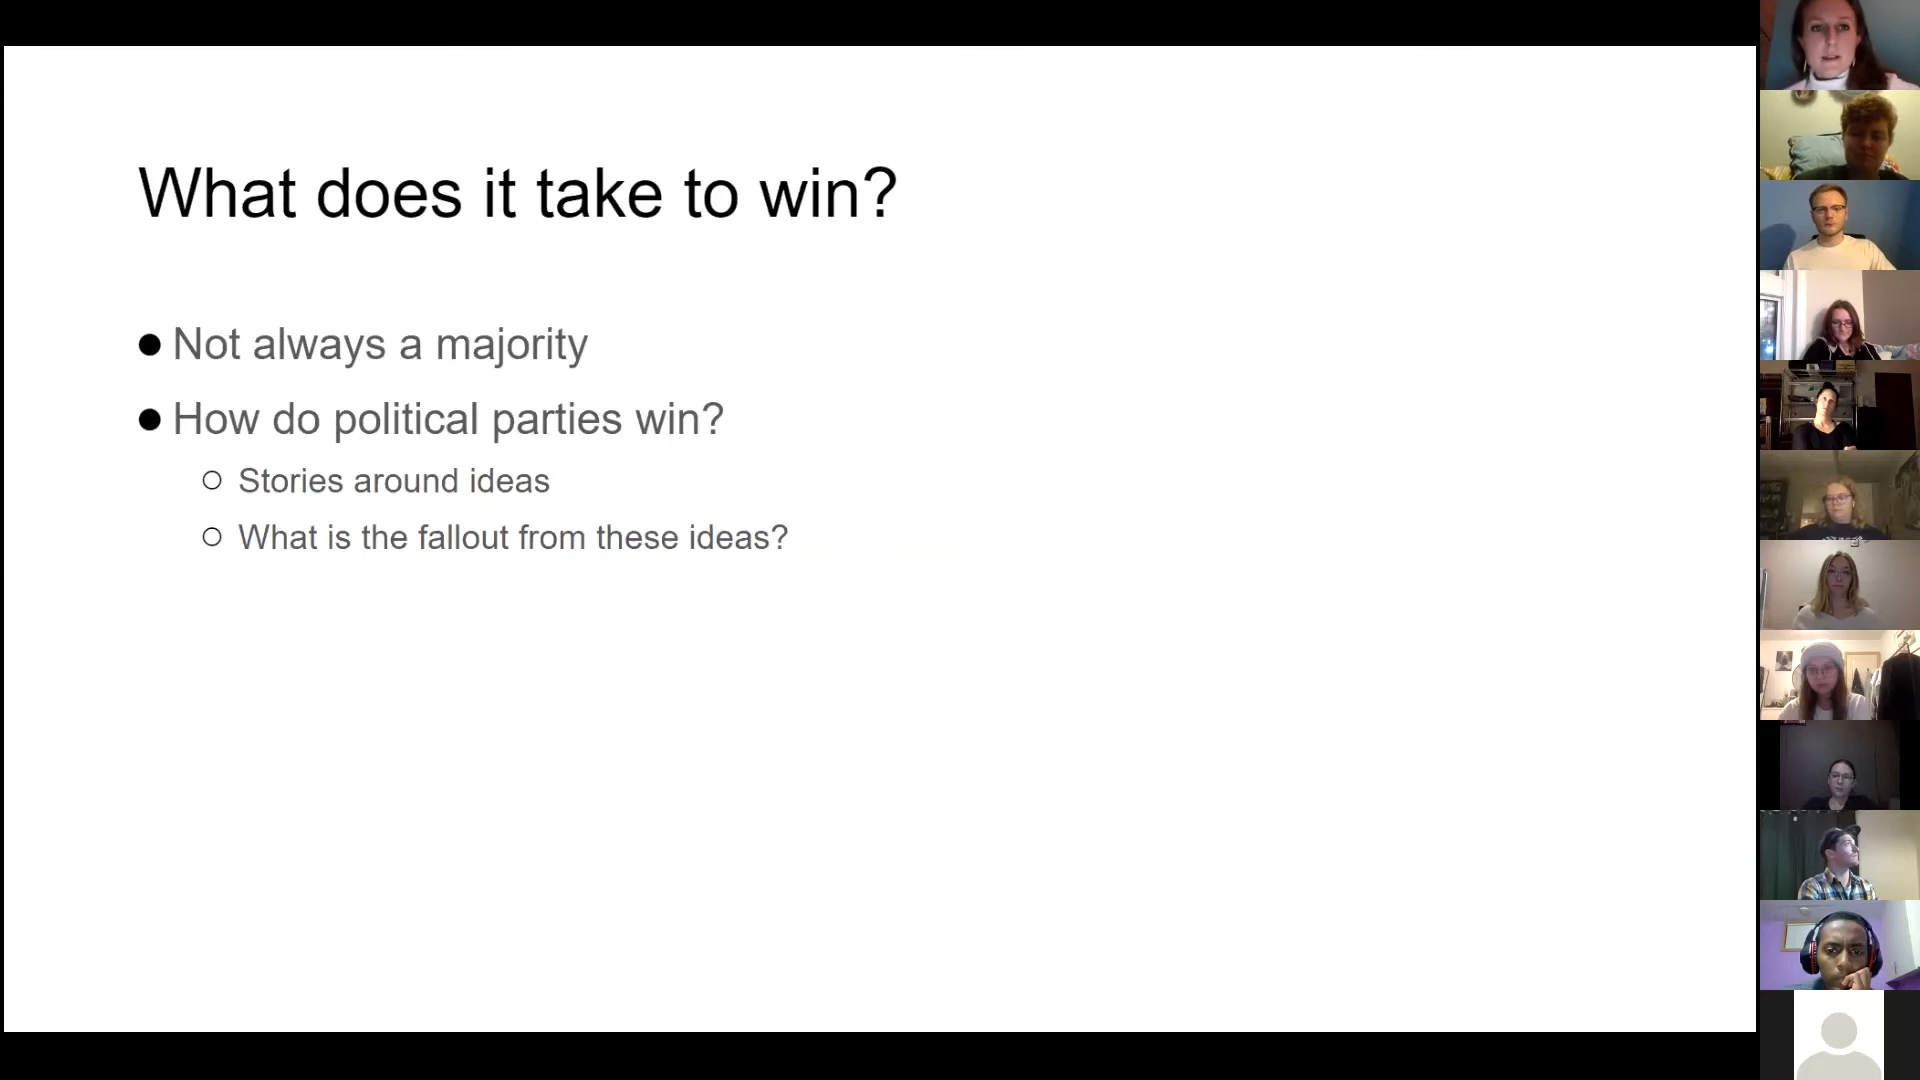 What does it take to win?
Not always a majority
How do political parties win?
Stories around ideas
What is the fallout from these ideas?